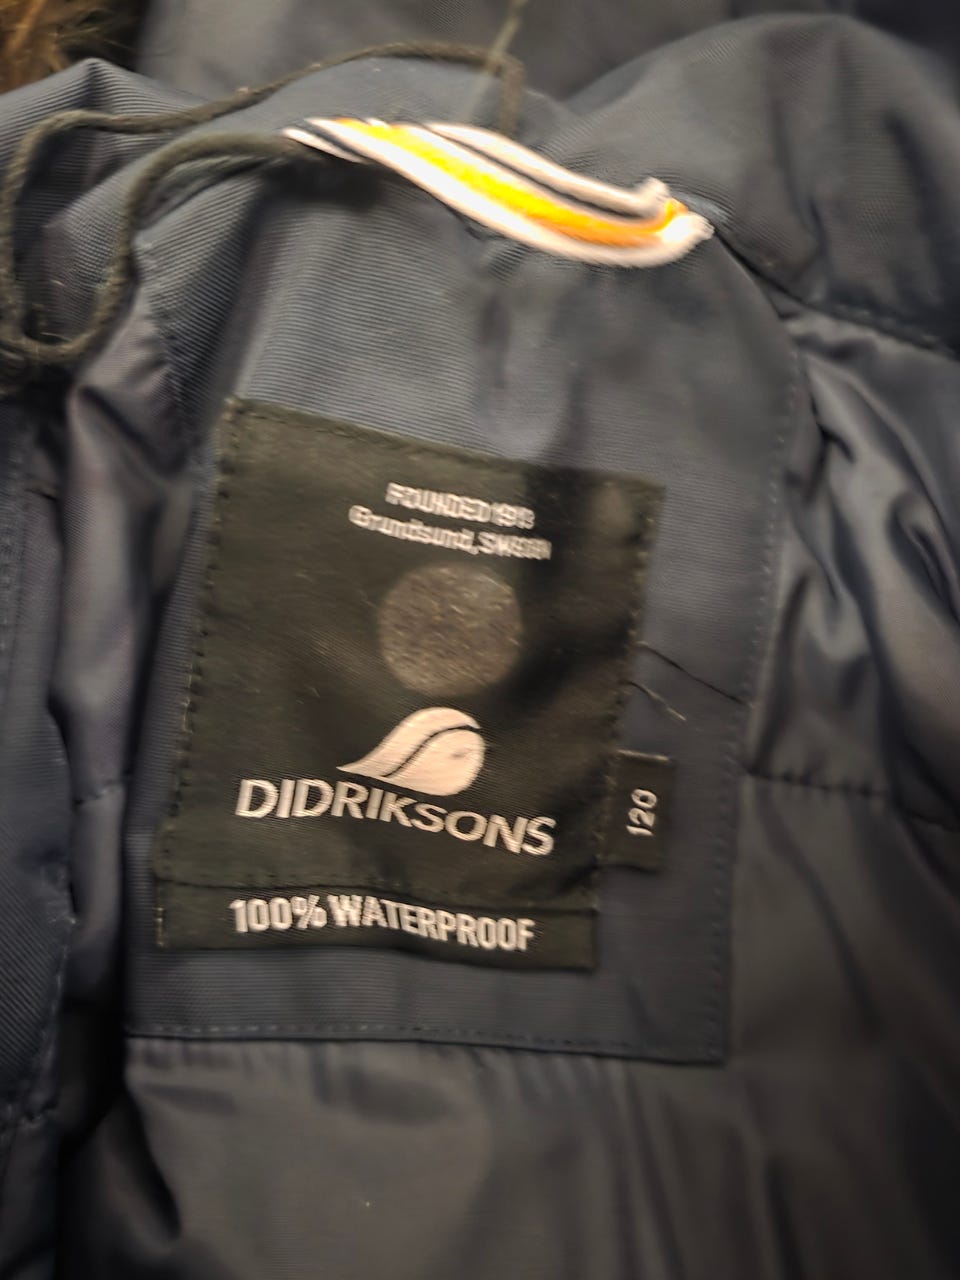 FOUNDED 1913
Grundsund, Sweden
DIDRIKSONS
120
100% WATERPROOF